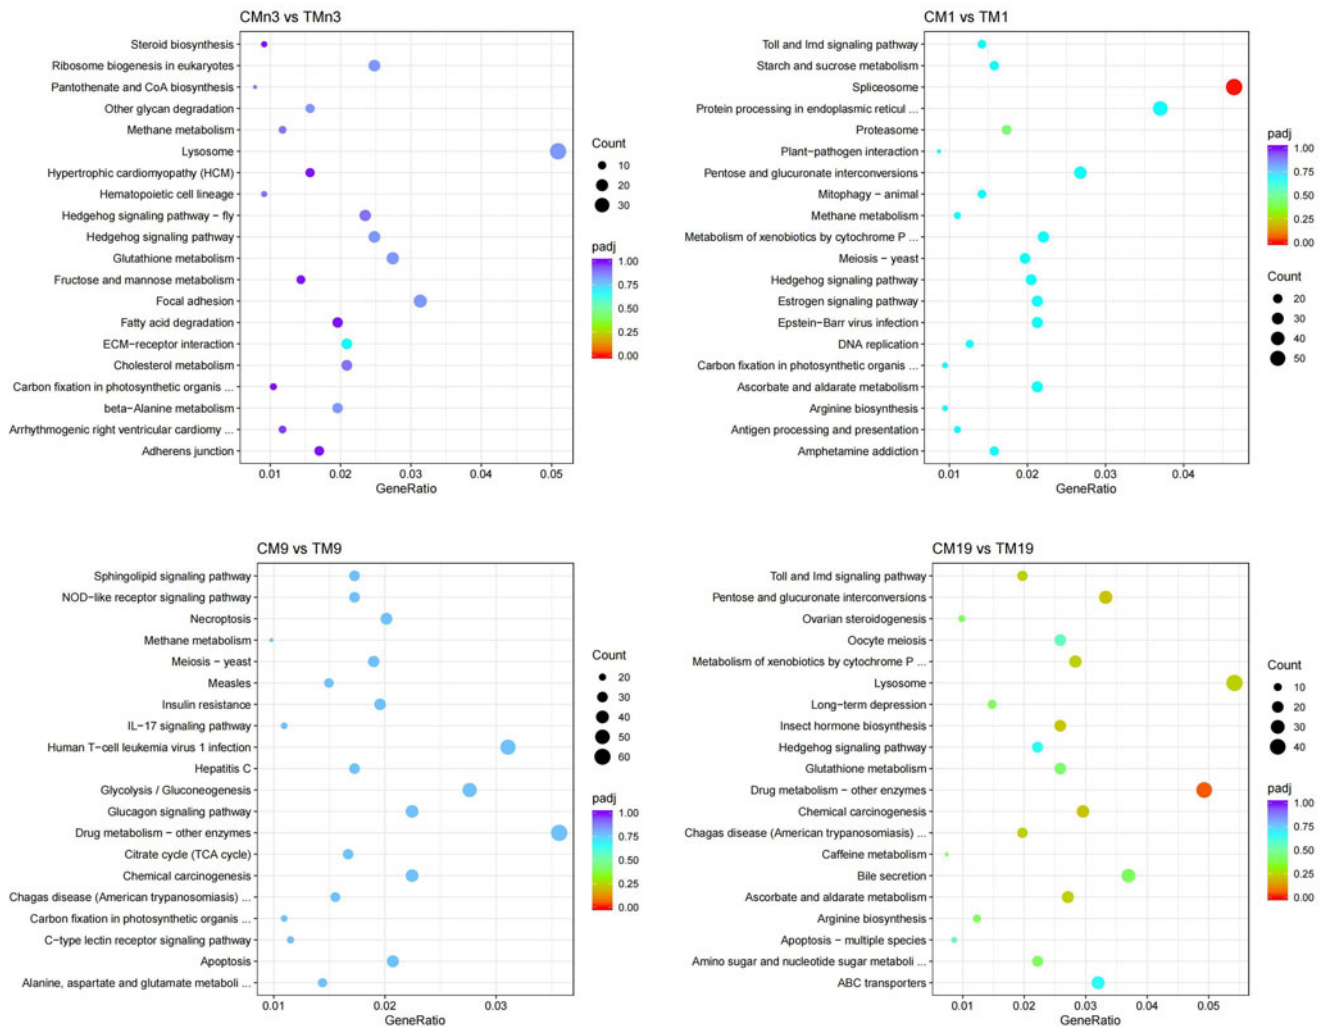 CMn3 vs TMn3
Steroid biosynthesis
Ribosome biogenesis in eukaryotes
Pantothenate and CoA biosynthesis
Other glycan degradation
Methane metabolism
Lysosome
Hypertrophic cardiomyopathy (HCM)
Hematopoietic cell lineage
Hedgehog signaling pathway − fly
Hedgehog signaling pathway
Glutathione metabolism
Fructose and mannose metabolism
Focal adhesion
Fatty acid degradation
ECM−receptor interaction
Cholesterol metabolism
Carbon fixation in photosynthetic organis ...
beta−Alanine metabolism
Arrhythmogenic right ventricular cardiomy ...
Adherens junction
0.01 0.02 0.03 0.04 0.05
GeneRatio
Count
10
20
30
padj
1.00
0.75
0.50
0.25
0.00
CM1 vs TM1
Toll and Imd signaling pathway
Starch and sucrose metabolism
Spliceosome
Protein processing in endoplasmic reticul ...
Proteasome
Plant−pathogen interaction
Pentose and glucuronate interconversions
Mitophagy − animal
Methane metabolism
Metabolism of xenobiotics by cytochrome P ...
Meiosis − yeast
Hedgehog signaling pathway
Estrogen signaling pathway
Epstein−Barr virus infection
DNA replication
Carbon fixation in photosynthetic organis ...
Ascorbate and aldarate metabolism
Arginine biosynthesis
Antigen processing and presentation
Amphetamine addiction
0.01 0.02 0.03 0.04
GeneRatio
padj
1.00
0.75
0.50
0.25
0.00
Count
20
30
40
50
CM9 vs TM9
Sphingolipid signaling pathway
NOD−like receptor signaling pathway
Necroptosis
Methane metabolism
Meiosis − yeast
Measles
Insulin resistance
IL−17 signaling pathway
Human T−cell leukemia virus 1 infection
Hepatitis C
Glycolysis / Gluconeogenesis
Glucagon signaling pathway
Drug metabolism − other enzymes
Citrate cycle (TCA cycle)
Chemical carcinogenesis
Chagas disease (American trypanosomiasis) ...
Carbon fixation in photosynthetic organis ...
C−type lectin receptor signaling pathway
Apoptosis
Alanine, aspartate and glutamate metaboli ...
0.01 0.02 0.03
GeneRatio
Count
20
30
40
50
60
padj
1.00
0.75
0.50
0.25
0.00
CM19 vs TM19
Toll and Imd signaling pathway
Pentose and glucuronate interconversions
Ovarian steroidogenesis
Oocyte meiosis
Metabolism of xenobiotics by cytochrome P ...
Lysosome
Long−term depression
Insect hormone biosynthesis
Hedgehog signaling pathway
Glutathione metabolism
Drug metabolism − other enzymes
Chemical carcinogenesis
Chagas disease (American trypanosomiasis) ...
Caffeine metabolism
Bile secretion
Ascorbate and aldarate metabolism
Arginine biosynthesis
Apoptosis − multiple species
Amino sugar and nucleotide sugar metaboli ...
ABC transporters
0.01 0.02 0.03 0.04 0.05
GeneRatio
Count
10
20
30
40
padj
1.00
0.75
0.50
0.25
0.00